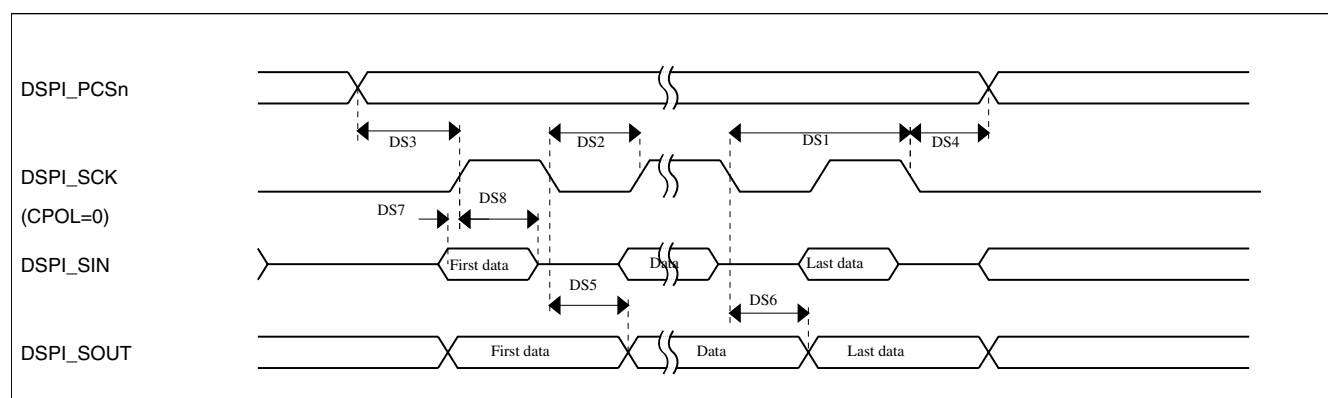 DSPI_PCSn
DS3
DS2
DS1
DS4
DSPI_SCK
DS7
DS8
(CPOL=0)
DSPI_SIN
First data
Data
Last data
DS5
DS6
DSPI_SOUT
First data
Data
Last data